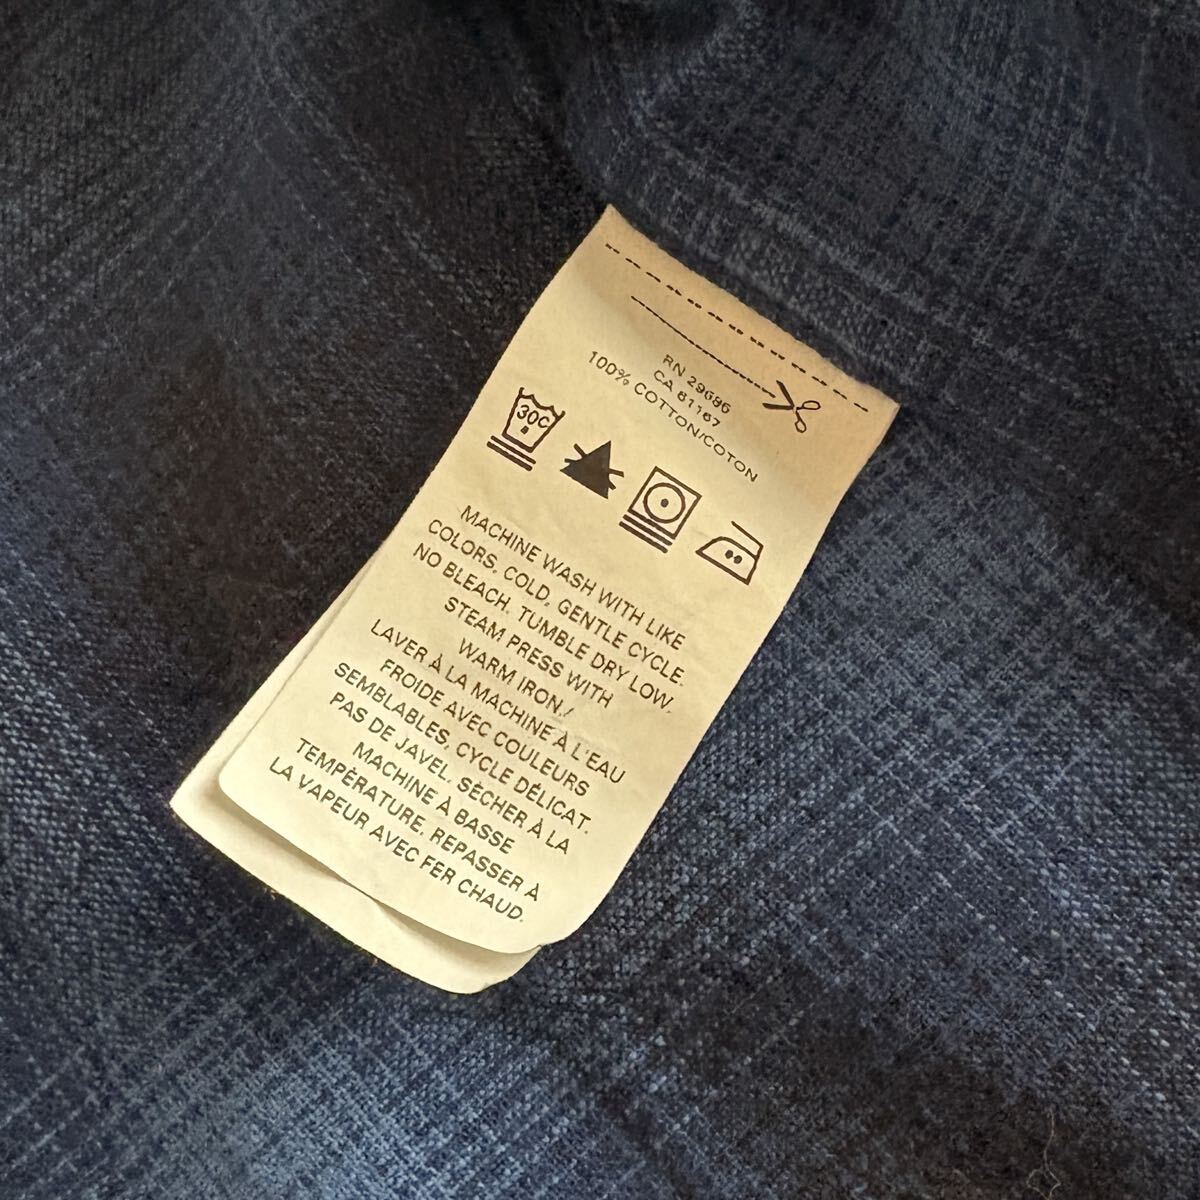 RN 29686
CA 61167
100% COTTON/COTON
30C
MACHINE WASH WITH LIKE
COLORS, COLD, GENTLE CYCLE.
NO BLEACH. TUMBLE DRY LOW.
STEAM PRESS WITH
WARM IRON./
LAVER À LA MACHINE À L'EAU
FROIDE AVEC COULEURS
SEMBLABLES, CYCLE DÉLICAT.
PAS DE JAVEL. SÉCHER À LA
MACHINE À BASSE
TEMPÉRATURE. REPASSER À
LA VAPEUR AVEC FER CHAUD.